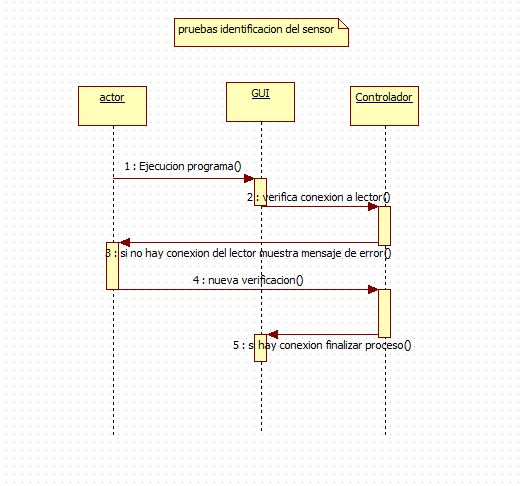 pruebas identificacion del sensor
actor
GUI
Controlador
1 : Ejecucion programa()
2 : verifica conexion a lector()
3 : si no hay conexion del lector muestra mensaje de error()
4 : nueva verificacion()
5 : si hay conexion finalizar proceso()